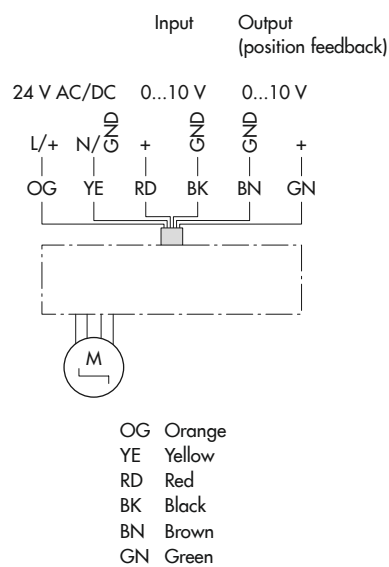 Input Output
(position feedback)
24 V AC/DC 0...10 V 0...10 V
L/+ N/GND + GND GND +
OG YE RD BK BN GN
M
OG Orange
YE Yellow
RD Red
BK Black
BN Brown
GN Green